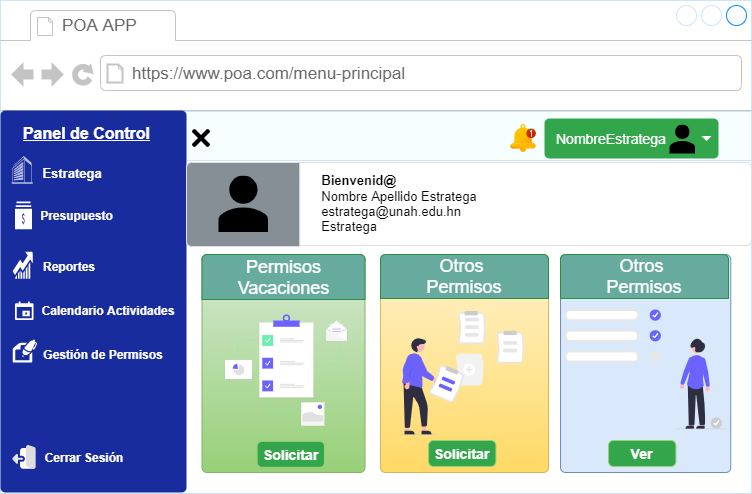 POA APP
https://www.poa.com/menu-principal
Panel de Control
Estratega
Presupuesto
Reportes
Calendario Actividades
Gestión de Permisos
Cerrar Sesión
1
NombreEstratega
Bienvenid@
Nombre Apellido Estratega
estratega@unah.edu.hn
Estratega
Permisos
Vacaciones
Solicitar
Otros
Permisos
Solicitar
Otros
Permisos
Ver